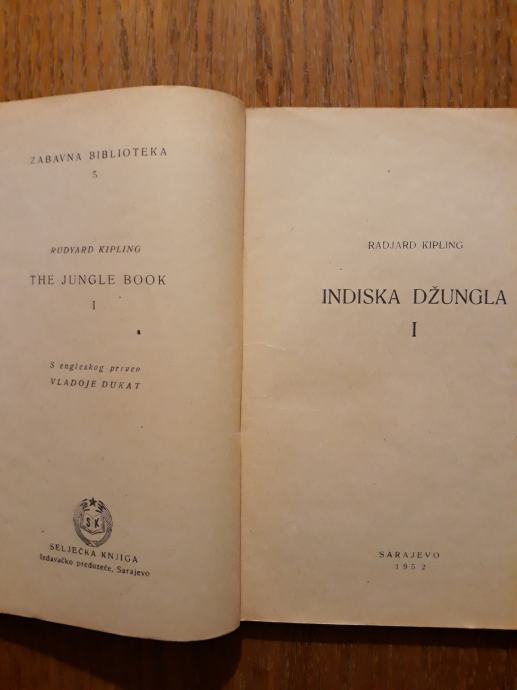 ZABAVNA BIBLIOTEKA
5
RUDYARD KIPLING
THE JUNGLE BOOK
I
S engleskog preveo
VLADOJE DUKAT
S K
SELJEČKA KNJIGA
Izdavačko preduzeće, Sarajevo
RADJARD KIPLING
INDISKA DŽUNGLA
I
SARAJEVO
1952